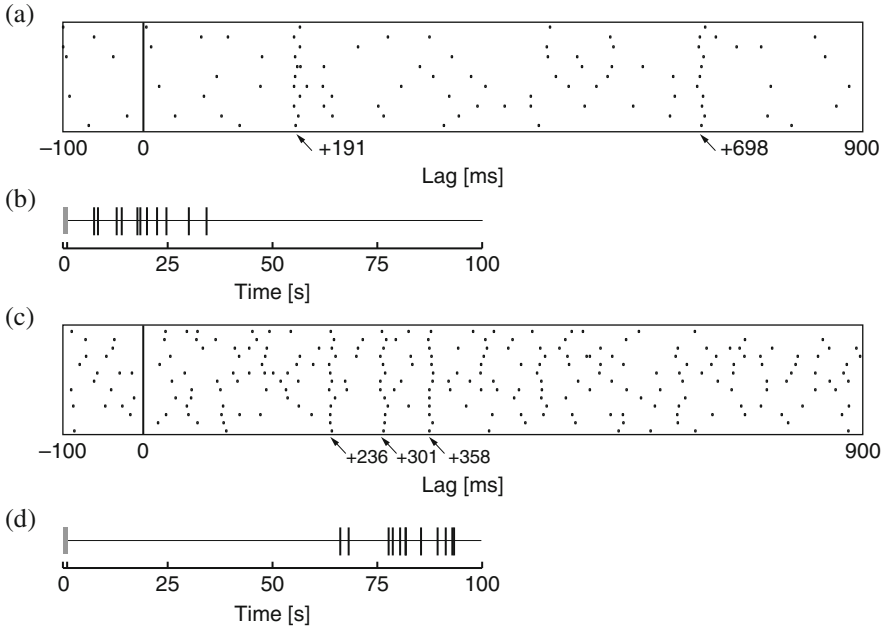 (a)
+191 +698
−100 0 900
Lag [ms]
(b)
0 25 50 75 100
Time [s]
(c)
+236 +301 +358
−100 0 900
Lag [ms]
(d)
0 25 50 75 100
Time [s]